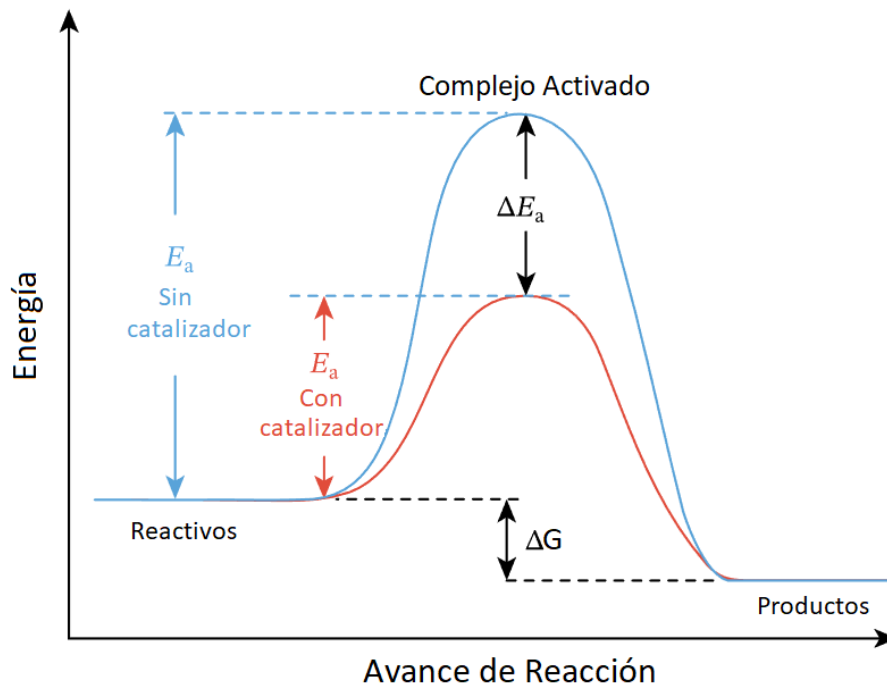 Complejo Activado
ΔEa
Ea
Sin
catalizador
Ea
Con
catalizador
Energía
Reactivos
ΔG
Productos
Avance de Reacción